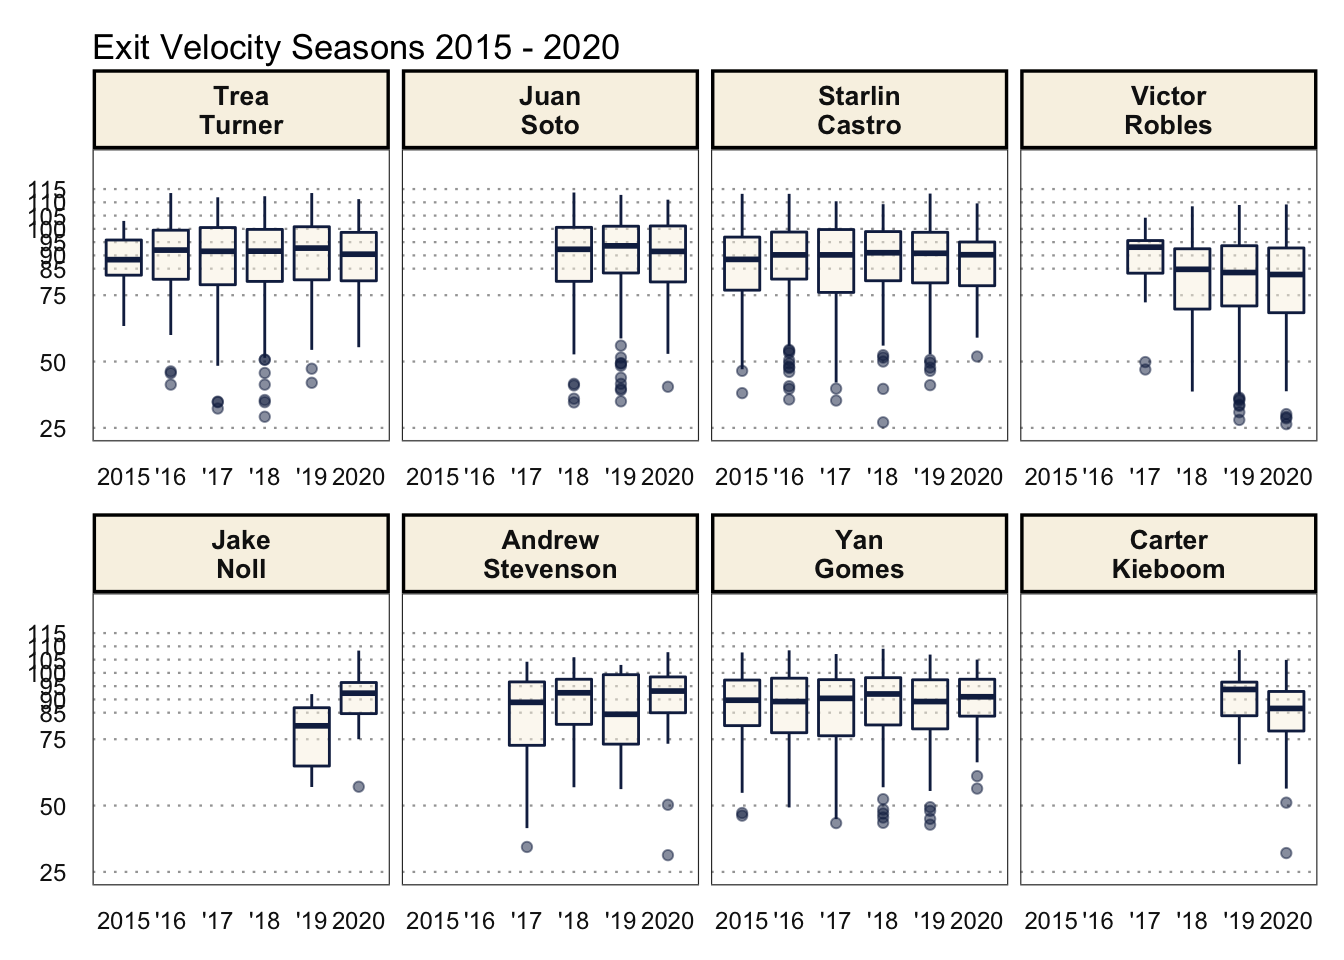 Exit Velocity Seasons 2015 - 2020
Trea
Turner
Juan
Soto
Starlin
Castro
Victor
Robles
115
110
105
100
95
90
85
75
50
25
2015 '16 '17 '18 '19 2020
2015 '16 '17 '18 '19 2020
2015 '16 '17 '18 '19 2020
2015 '16 '17 '18 '19 2020
Jake
Noll
Andrew
Stevenson
Yan
Gomes
Carter
Kieboom
115
110
105
100
95
90
85
75
50
25
2015 '16 '17 '18 '19 2020
2015 '16 '17 '18 '19 2020
2015 '16 '17 '18 '19 2020
2015 '16 '17 '18 '19 2020